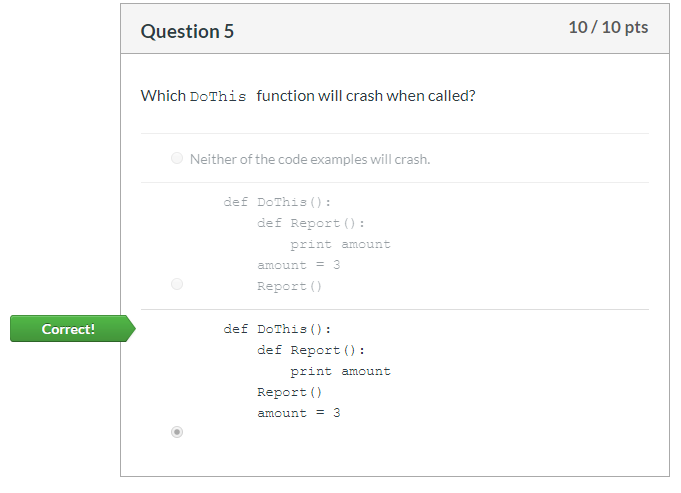 Question 5
10 / 10 pts
Which DoThis function will crash when called?
Neither of the code examples will crash.
def DoThis():
    def Report():
        print amount
    amount = 3
    Report()
Correct!
def DoThis():
    def Report():
        print amount
    Report()
    amount = 3